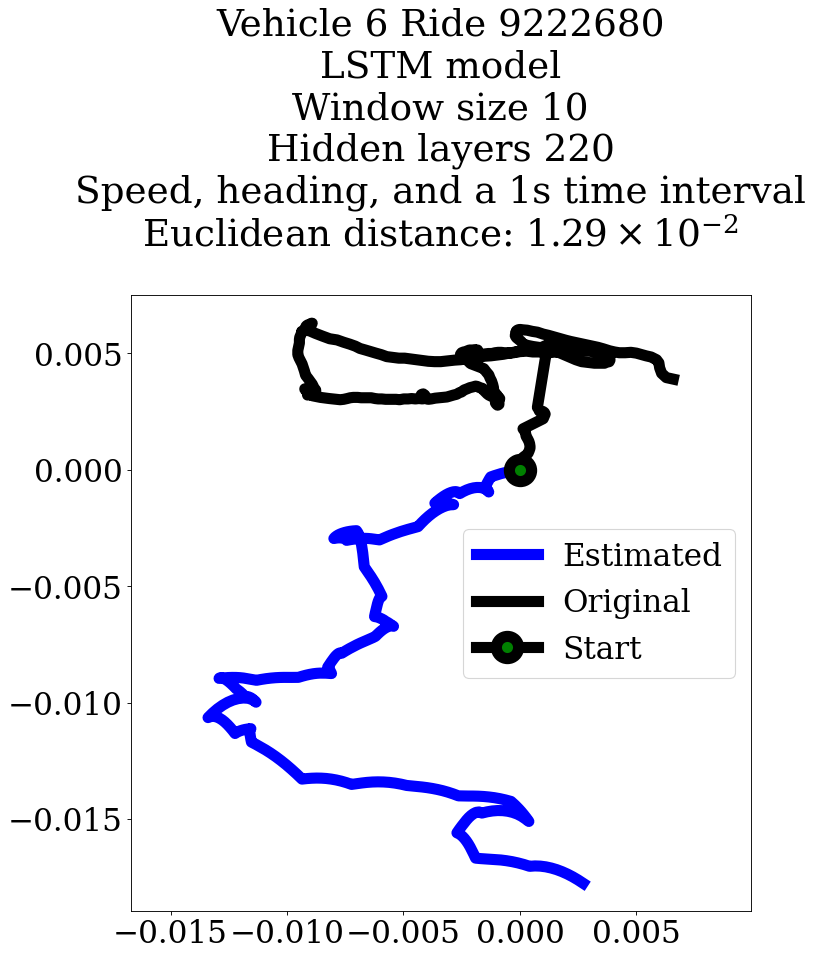 Vehicle 6 Ride 9222680
LSTM model
Window size 10
Hidden layers 220
Speed, heading, and a 1s time interval
Euclidean distance: 1.29 × 10⁻²
0.005
0.000
−0.005
−0.010
−0.015
Estimated
Original
Start
−0.015 −0.010 −0.005 0.000 0.005